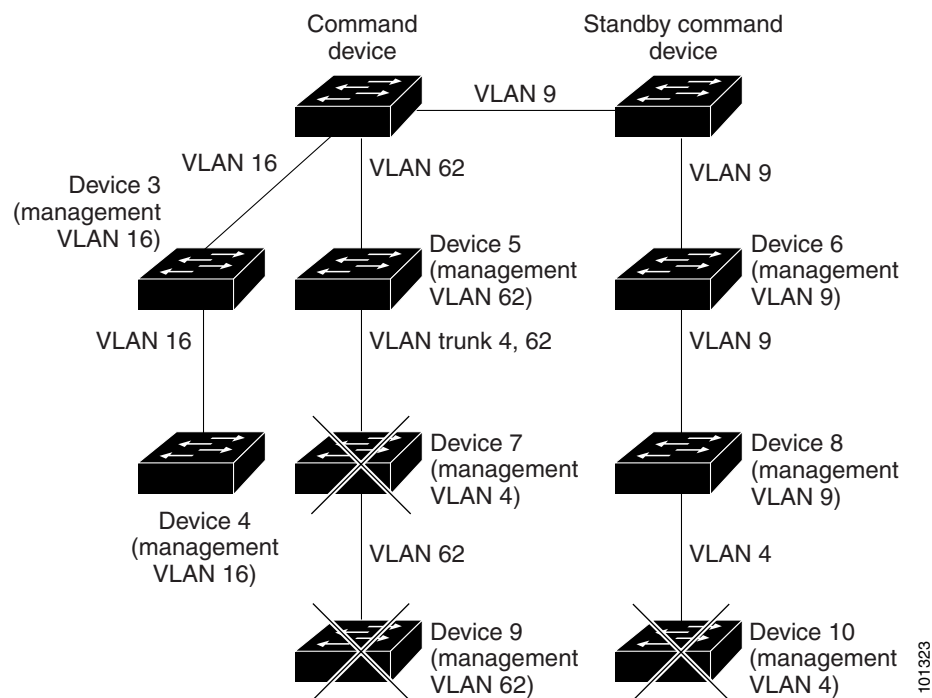 Command
device
Standby command
device
VLAN 9
VLAN 16
VLAN 62
VLAN 9
Device 3
(management
VLAN 16)
Device 5
(management
VLAN 62)
Device 6
(management
VLAN 9)
VLAN 16
VLAN trunk 4, 62
VLAN 9
Device 4
(management
VLAN 16)
Device 7
(management
VLAN 4)
Device 8
(management
VLAN 9)
VLAN 62
VLAN 4
Device 9
(management
VLAN 62)
Device 10
(management
VLAN 4)
101323